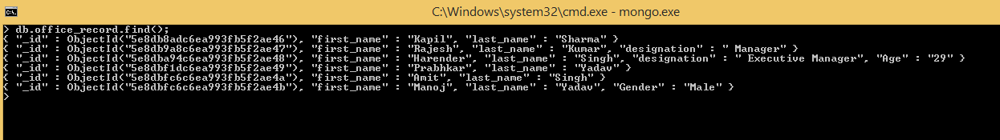 C:\Windows\system32\cmd.exe - mongo.exe
> db.office_record.find();
{ "_id" : ObjectId("5e8db8adc6ea993fb5f2ae46"), "first_name" : "Kapil", "last_name" : "Sharma" }
{ "_id" : ObjectId("5e8db9a8c6ea993fb5f2ae47"), "first_name" : "Rajesh", "last_name" : "Kumar", "designation" : " Manager" }
{ "_id" : ObjectId("5e8dba94c6ea993fb5f2ae48"), "first_name" : "Harender", "last_name" : "Singh", "designation" : " Executive Manager", "Age" : "29" }
{ "_id" : ObjectId("5e8dbf1dc6ea993fb5f2ae49"), "first_name" : "Prabhkar", "last_name" : "Yadav" }
{ "_id" : ObjectId("5e8dbfc6c6ea993fb5f2ae4a"), "first_name" : "Amit", "last_name" : "Singh" }
{ "_id" : ObjectId("5e8dbfc6c6ea993fb5f2ae4b"), "first_name" : "Manoj", "last_name" : "Yadav", "Gender" : "Male" }
>